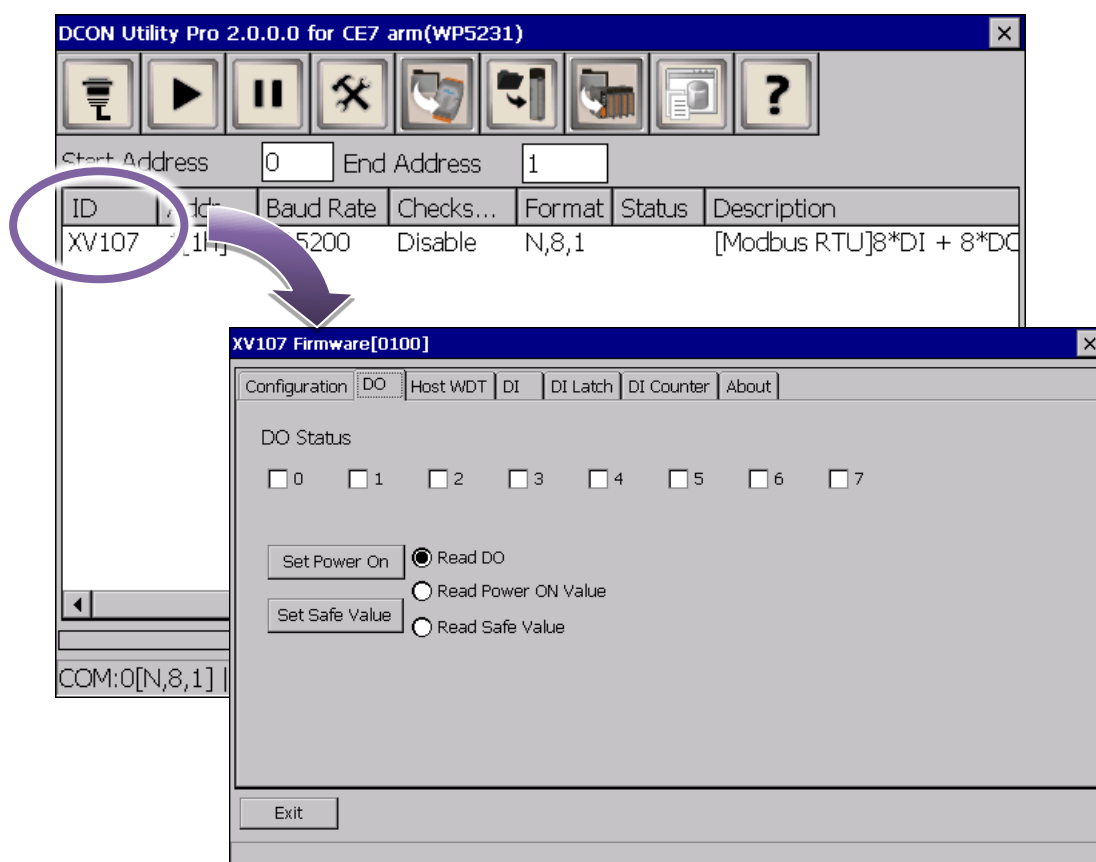 DCON Utility Pro 2.0.0.0 for CE7 arm(WP5231)
Start Address 0 End Address 1
ID Addr Baud Rate Checks... Format Status Description
XV107 [1H] 5200 Disable N,8,1 [Modbus RTU]8*DI + 8*DO
XV107 Firmware[0100]
Configuration DO Host WDT DI DI Latch DI Counter About
DO Status
0 1 2 3 4 5 6 7
Set Power On Read DO
Read Power ON Value
Set Safe Value Read Safe Value
COM:0[N,8,1] |
Exit